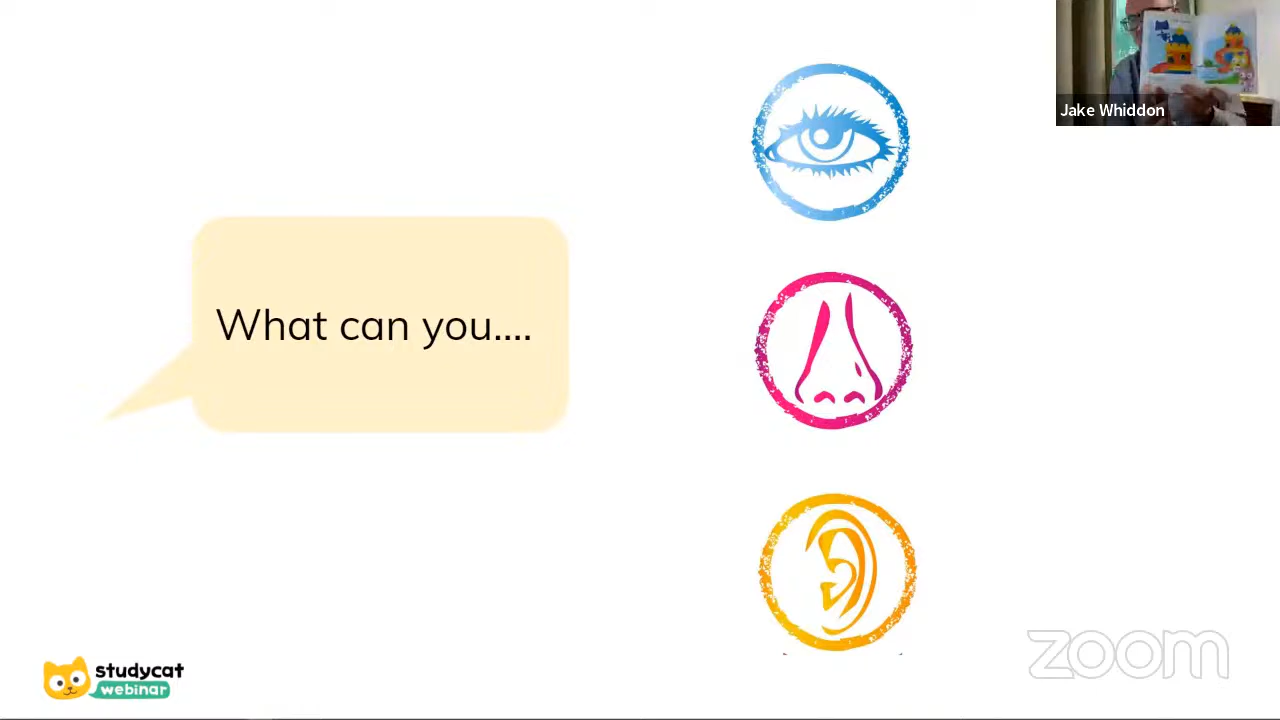 Jake Whiddon
What can you....
studycat
webinar
zoom